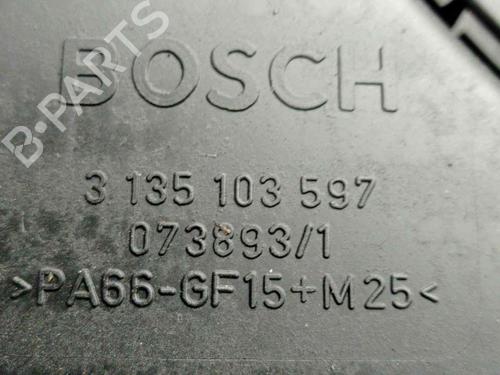 BOSCH
B-PARTS
3 135 103 597
073893/1
>PA66-GF15+M25<